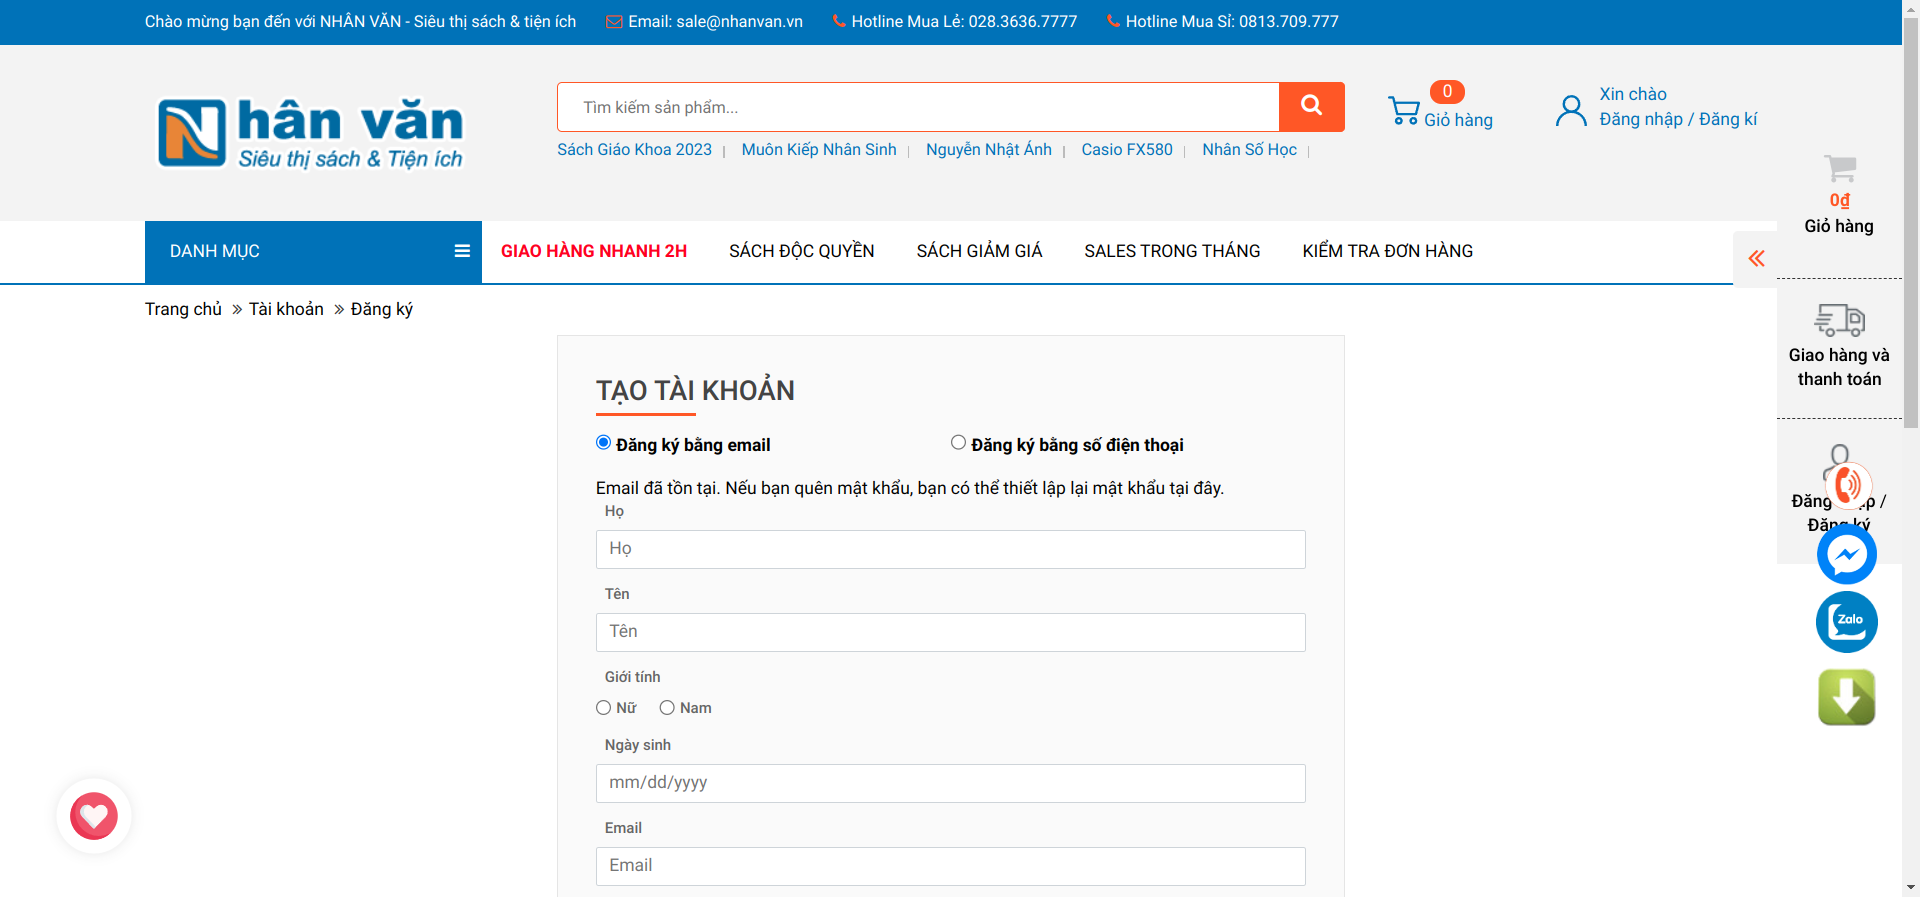 Chào mừng bạn đến với NHÂN VĂN - Siêu thị sách & tiện ích Email: sale@nhanvan.vn Hotline Mua Lẻ: 028.3636.7777 Hotline Mua Sỉ: 0813.709.777
Nhân văn
Siêu thị sách & Tiện ích
Tìm kiếm sản phẩm...
0
Giỏ hàng
Xin chào
Đăng nhập / Đăng kí
Sách Giáo Khoa 2023 | Muôn Kiếp Nhân Sinh | Nguyễn Nhật Ánh | Casio FX580 | Nhân Số Học |
0₫
Giỏ hàng
DANH MỤC GIAO HÀNG NHANH 2H SÁCH ĐỘC QUYỀN SÁCH GIẢM GIÁ SALES TRONG THÁNG KIỂM TRA ĐƠN HÀNG
Trang chủ » Tài khoản » Đăng ký
Giao hàng và
thanh toán
TẠO TÀI KHOẢN
Đăng ký bằng email Đăng ký bằng số điện thoại
Email đã tồn tại. Nếu bạn quên mật khẩu, bạn có thể thiết lập lại mật khẩu tại đây.
Họ
Họ
Tên
Tên
Giới tính
Nữ Nam
Ngày sinh
mm/dd/yyyy
Email
Email
Đăng /
Đăng ký
Zalo